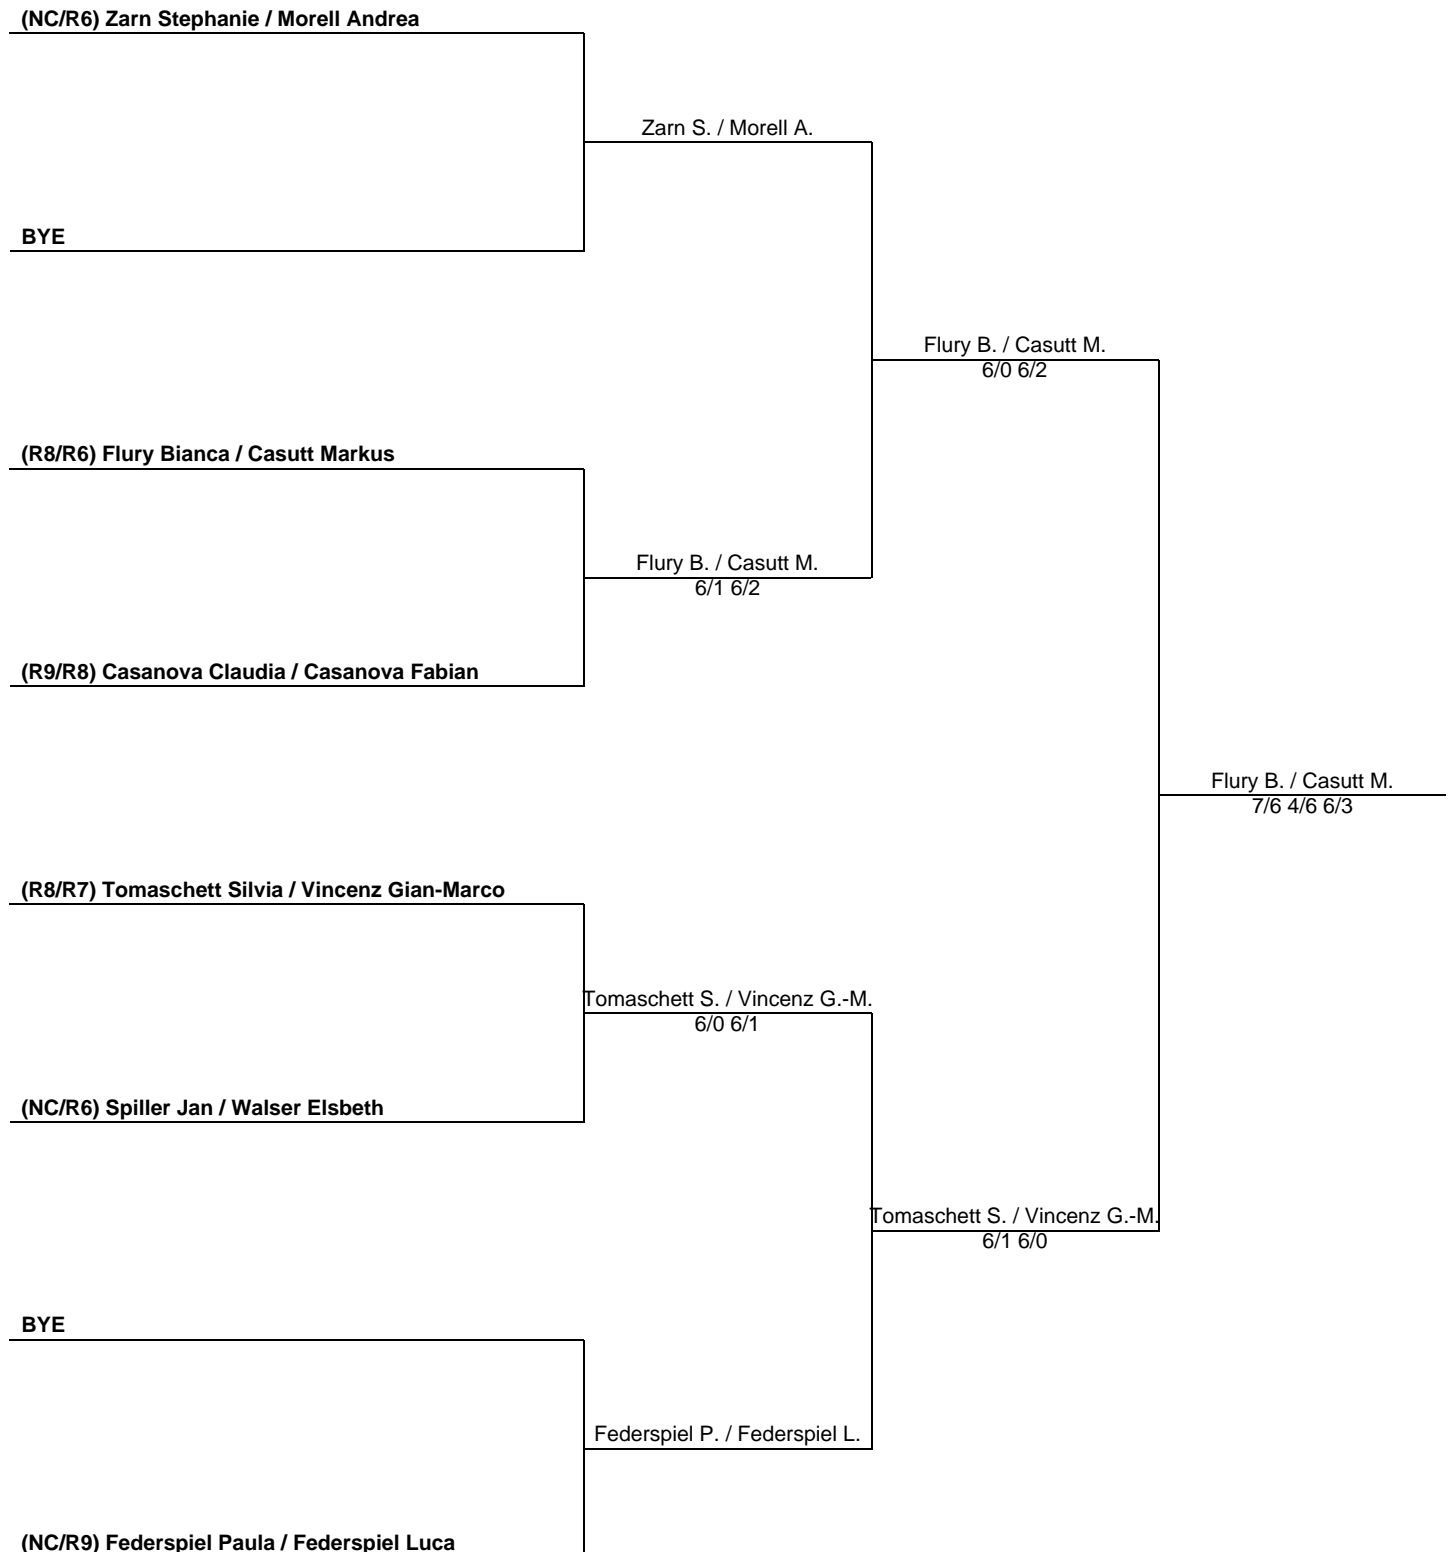 (NC/R6) Zarn Stephanie / Morell Andrea
Zarn S. / Morell A.
BYE
Flury B. / Casutt M.
6/0 6/2
(R8/R6) Flury Bianca / Casutt Markus
Flury B. / Casutt M.
6/1 6/2
(R9/R8) Casanova Claudia / Casanova Fabian
Flury B. / Casutt M.
7/6 4/6 6/3
(R8/R7) Tomaschett Silvia / Vincenz Gian-Marco
Tomaschett S. / Vincenz G.-M.
6/0 6/1
(NC/R6) Spiller Jan / Walser Elsbeth
Tomaschett S. / Vincenz G.-M.
6/1 6/0
BYE
Federspiel P. / Federspiel L.
(NC/R9) Federspiel Paula / Federspiel Luca